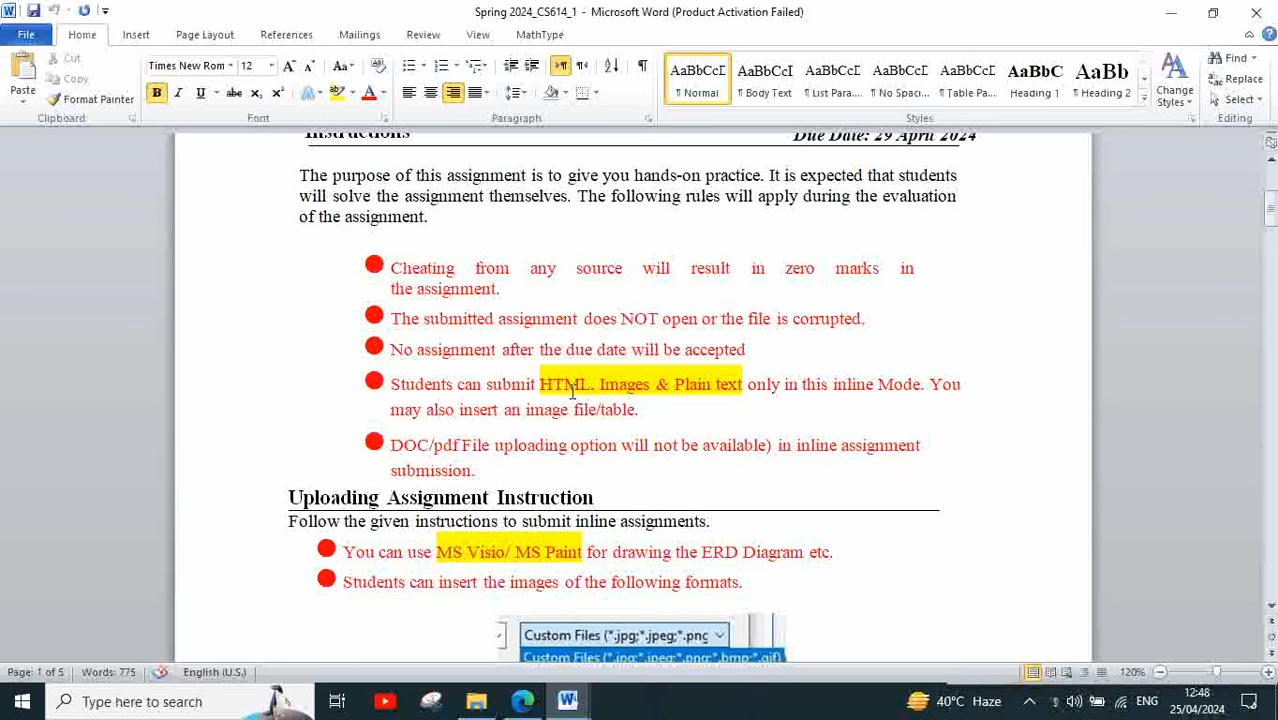 Spring 2024_CS614_1 - Microsoft Word (Product Activation Failed)
File Home Insert Page Layout References Mailings Review View MathType
Cut
Copy
Format Painter
Paste
Clipboard
Times New Rom 12
B I U abe
Font
Paragraph
AaBbCcI AaBbCcD AaBbCcI AaBbCcD AaBbCcI AaBbC AaBb
¶ Normal ¶ Body Text ¶ List Para... ¶ No Spaci... ¶ Table Pa... Heading 1 ¶ Heading 2
Change Styles
Styles
Find
Replace
Select
Editing
Instructions Due Date: 29 April 2024
The purpose of this assignment is to give you hands-on practice. It is expected that students
will solve the assignment themselves. The following rules will apply during the evaluation
of the assignment.
Cheating from any source will result in zero marks in
the assignment.
The submitted assignment does NOT open or the file is corrupted.
No assignment after the due date will be accepted
Students can submit HTML. Images & Plain text only in this inline Mode. You
may also insert an image file/table.
DOC/pdf File uploading option will not be available) in inline assignment
submission.
Uploading Assignment Instruction
Follow the given instructions to submit inline assignments.
You can use MS Visio/ MS Paint for drawing the ERD Diagram etc.
Students can insert the images of the following formats.
Custom Files (*.jpg;*.jpeg;*.png
Custom Files (*.jpg;*.jpeg;*.png;*.bmp;*.gif)
Page: 1 of 5 Words: 775 English (U.S.) 120%
Type here to search
40°C Haze ENG
12:48
25/04/2024